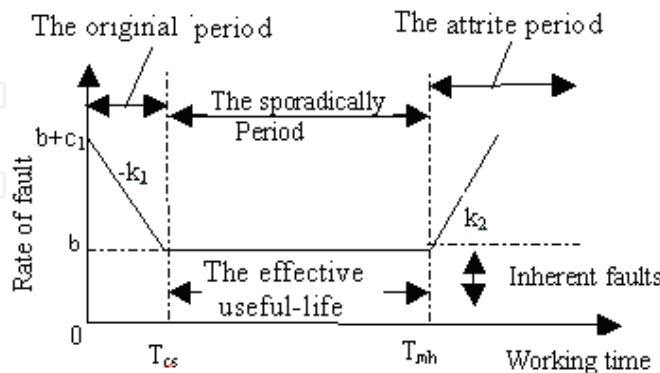 The original period
The attrite period
The sporadically
Period
b+c₁
-k₁
k₂
b
Rate of fault
The effective
useful-life
Inherent faults
0
Tcs
Tmh
Working time